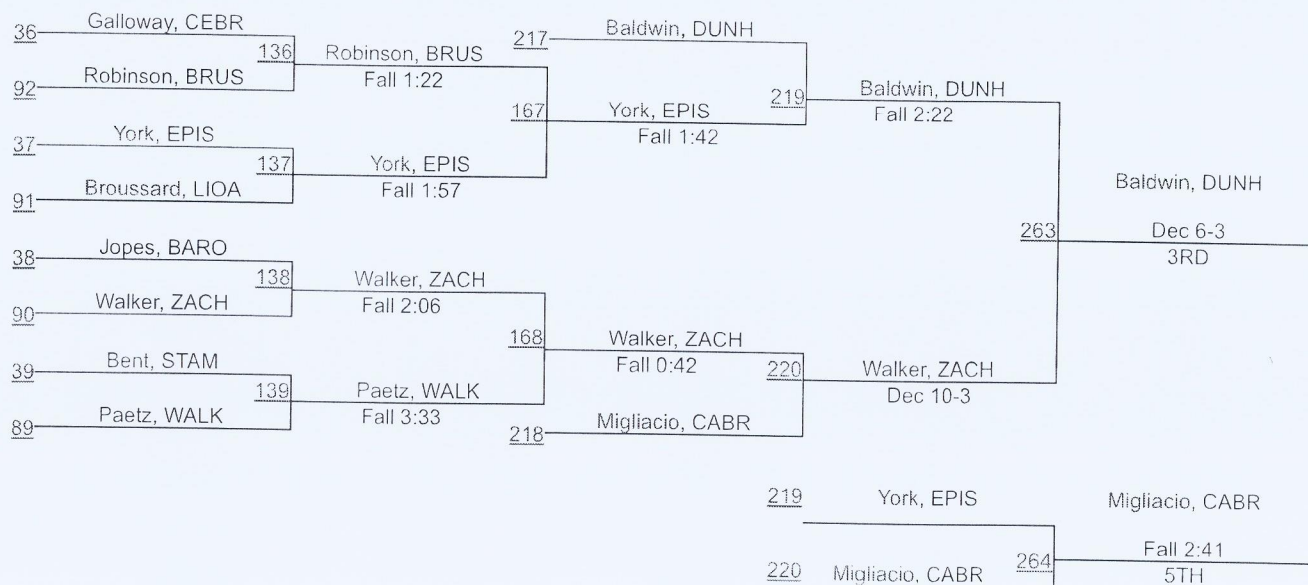 36 Galloway, CEBR
136
92 Robinson, BRUS
Robinson, BRUS
Fall 1:22
37 York, EPIS
137
91 Broussard, LIOA
York, EPIS
Fall 1:57
38 Jopes, BARO
138
90 Walker, ZACH
Walker, ZACH
Fall 2:06
39 Bent, STAM
139
89 Paetz, WALK
Paetz, WALK
Fall 3:33
217 Baldwin, DUNH
167 York, EPIS
Fall 1:42
168 Walker, ZACH
Fall 0:42
218 Migliacio, CABR
219 Baldwin, DUNH
Fall 2:22
220 Walker, ZACH
Dec 10-3
263
Baldwin, DUNH
Dec 6-3
3RD
219 York, EPIS
220 Migliacio, CABR
264
Migliacio, CABR
Fall 2:41
5TH